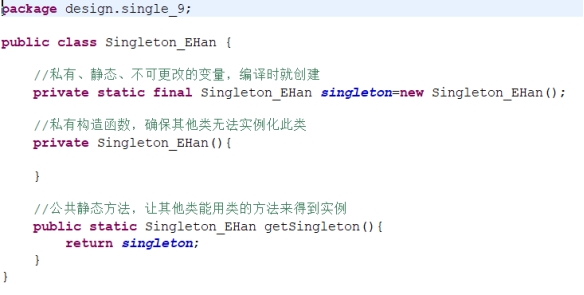 package design.single_9;
public class Singleton_EHan {
//私有、静态、不可更改的变量，编译时就创建
private static final Singleton_EHan singleton=new Singleton_EHan();
//私有构造函数，确保其他类无法实例化此类
private Singleton_EHan(){
}
//公共静态方法，让其他类能用类的方法来得到实例
public static Singleton_EHan getSingleton(){
return singleton;
}
}